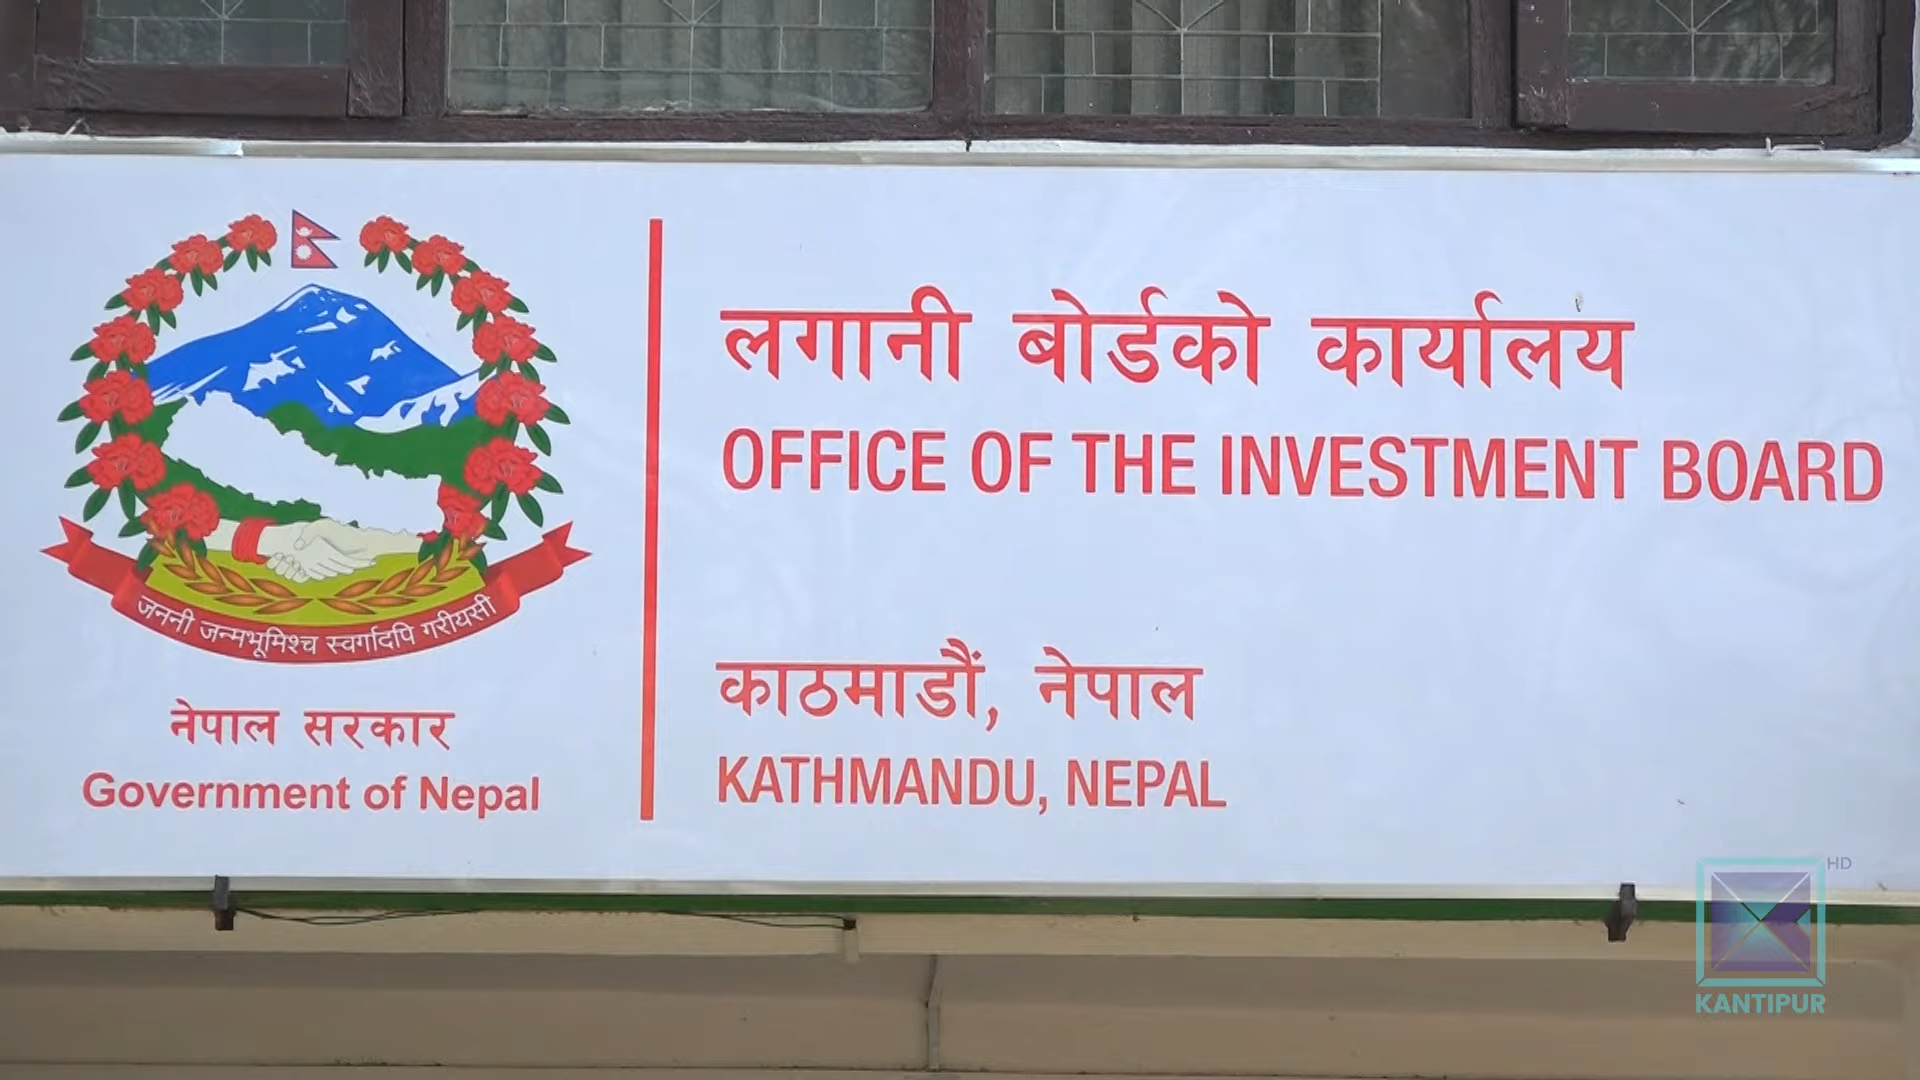 जननी जन्मभूमिश्च स्वर्गादपि गरीयसी
नेपाल सरकार
Government of Nepal
लगानी बोर्डको कार्यालय
OFFICE OF THE INVESTMENT BOARD
काठमाडौं, नेपाल
KATHMANDU, NEPAL
HD
KANTIPUR